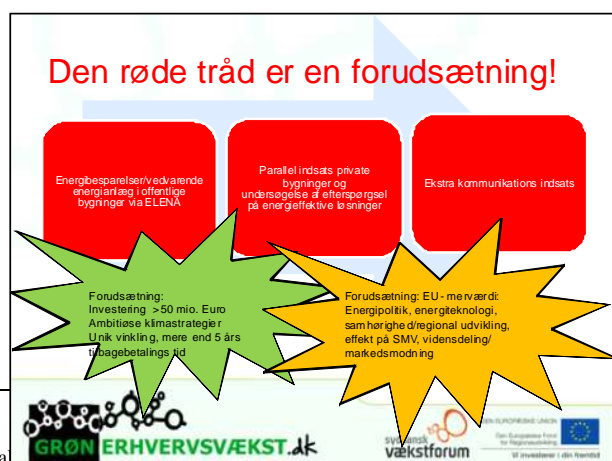 Den røde tråd er en forudsætning!
Energibesparelser/vedvarende
energianlæg i offentlige
bygninger via ELENA
Parallel indsats private
bygninger og
undersøgelse af efterspørgsel
på energieffektive løsninger
Ekstra kommunikations indsats
Forudsætning:
Investering >50 mio. Euro
Ambitiøse klimastrategier
Unik vinkling, mere end 5 års
tilbagebetalings tid
Forudsætning: EU - merværdi:
Energipolitik, energiteknologi,
samhørighed/regional udvikling,
effekt på SMV, vidensdeling/
markedsmodning
GRØN ERHVERVSVÆKST.dk
syddansk
vækstforum
DEN EUROPÆISKE UNION
Den Europæiske Fond
for Regionaludvikling
Vi investerer i din fremtid